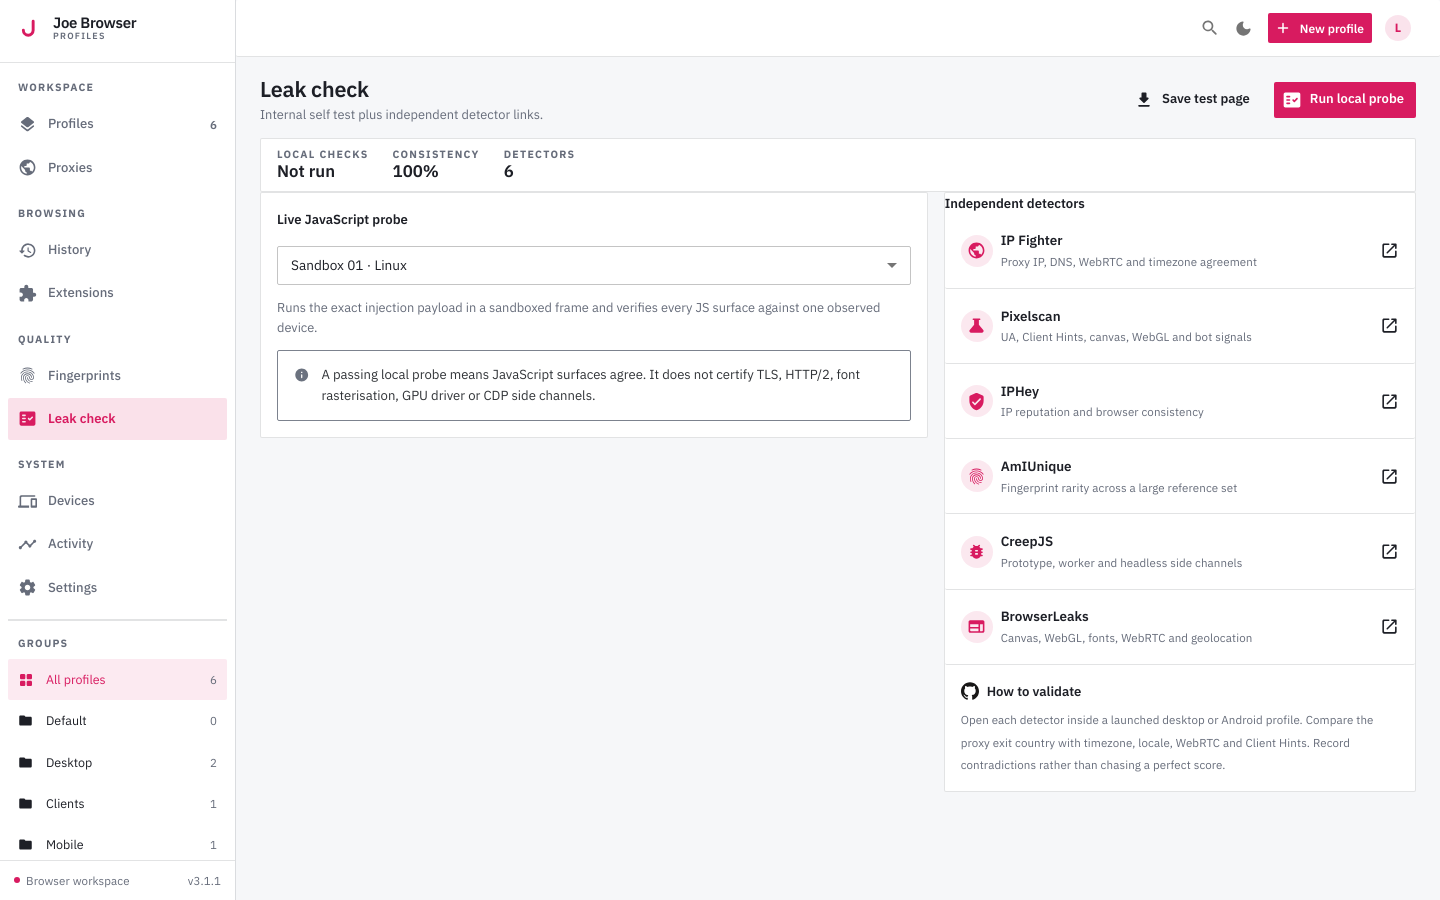 Joe Browser
PROFILES
New profile
L
WORKSPACE
Profiles 6
Proxies
BROWSING
History
Extensions
QUALITY
Fingerprints
Leak check
SYSTEM
Devices
Activity
Settings
GROUPS
All profiles 6
Default 0
Desktop 2
Clients 1
Mobile 1
Browser workspace v3.1.1
Leak check
Internal self test plus independent detector links.
Save test page
Run local probe
LOCAL CHECKS CONSISTENCY DETECTORS
Not run 100% 6
Live JavaScript probe
Sandbox 01 · Linux
Runs the exact injection payload in a sandboxed frame and verifies every JS surface against one observed
device.
A passing local probe means JavaScript surfaces agree. It does not certify TLS, HTTP/2, font
rasterisation, GPU driver or CDP side channels.
Independent detectors
IP Fighter
Proxy IP, DNS, WebRTC and timezone agreement
Pixelscan
UA, Client Hints, canvas, WebGL and bot signals
IPHey
IP reputation and browser consistency
AmIUnique
Fingerprint rarity across a large reference set
CreepJS
Prototype, worker and headless side channels
BrowserLeaks
Canvas, WebGL, fonts, WebRTC and geolocation
How to validate
Open each detector inside a launched desktop or Android profile. Compare the
proxy exit country with timezone, locale, WebRTC and Client Hints. Record
contradictions rather than chasing a perfect score.